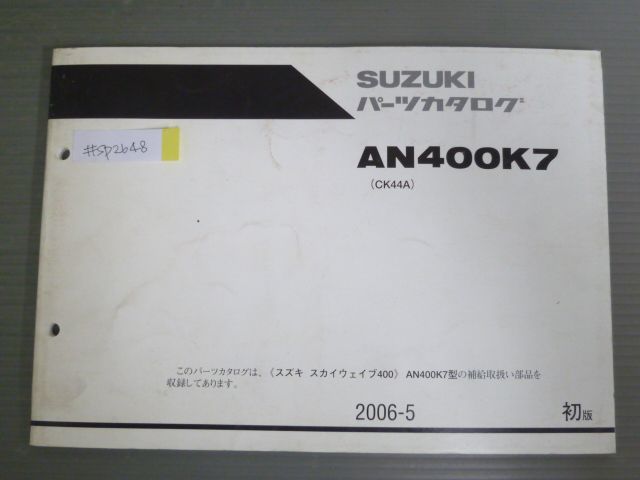 SUZUKI
パーツカタログ
#sp2648
AN400K7
(CK44A)
このパーツカタログは、《スズキ スカイウェイブ400》 AN400K7型の補給取扱い部品を
収録してあります。
2006-5
初版